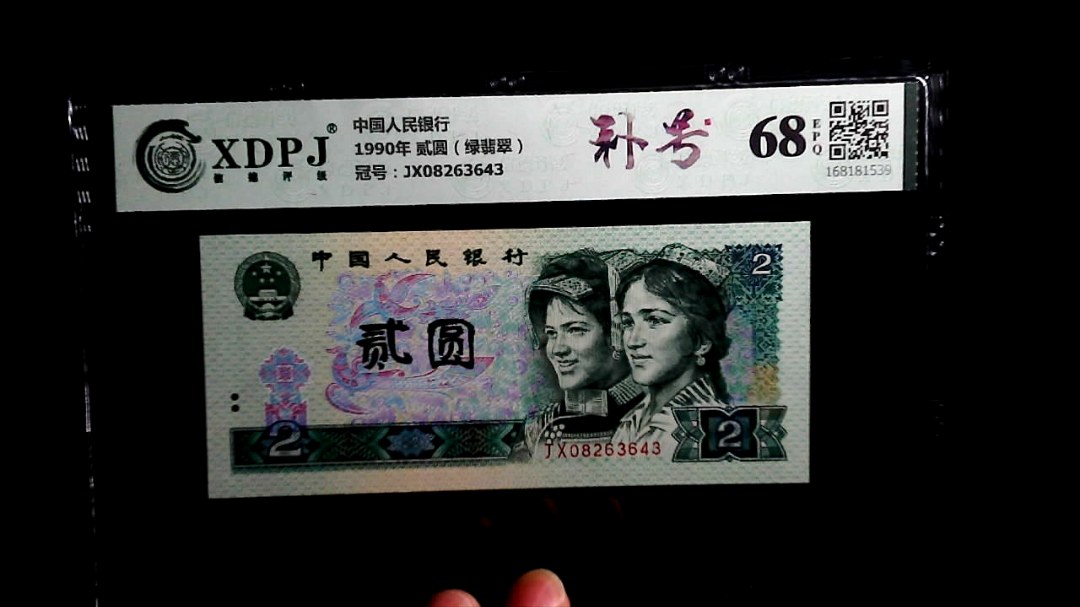 XDPJ®
中国人民银行
1990年 贰圆（绿翡翠）
冠号：JX08263643
补号
68 EPQ
168181539
中国人民银行
2
贰圆
2
JX08263643
2